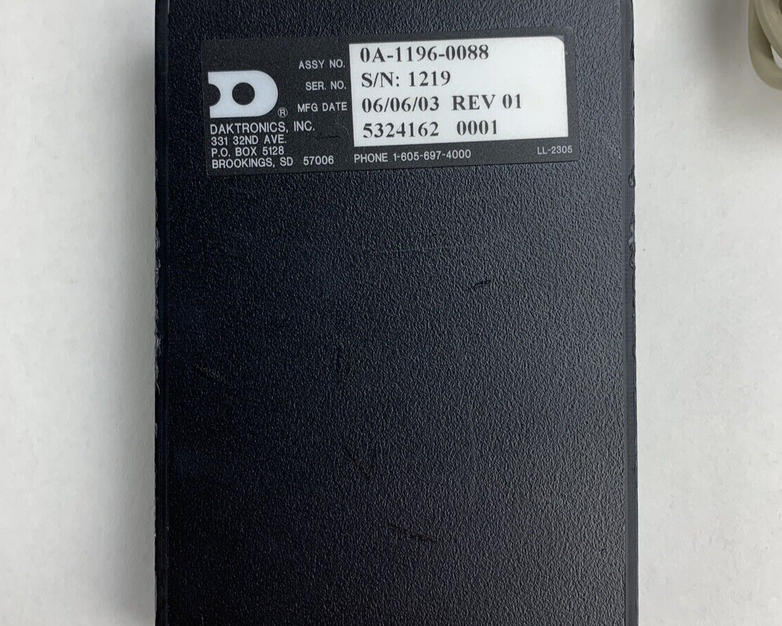 ASSY NO. 0A-1196-0088
SER. NO. S/N: 1219
MFG DATE 06/06/03 REV 01
5324162 0001
®
DAKTRONICS, INC.
331 32ND AVE.
P.O. BOX 5128
BROOKINGS, SD 57006 PHONE 1-605-697-4000 LL-2305